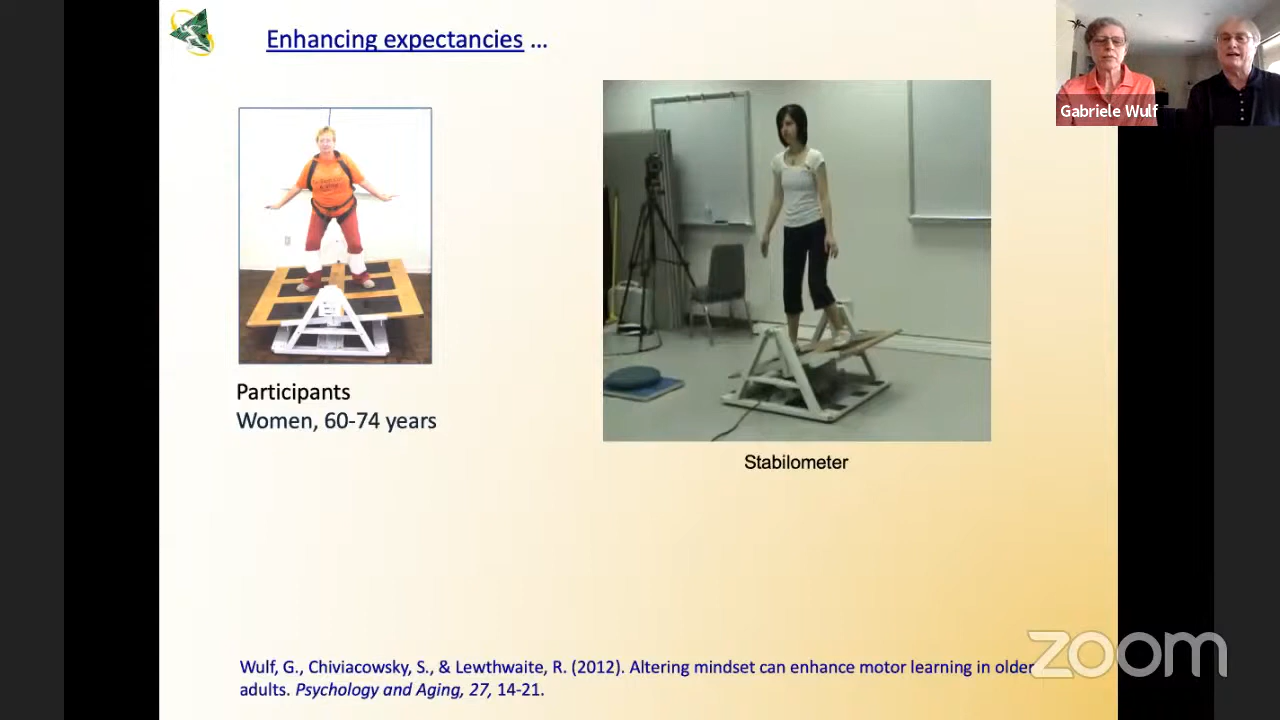 Enhancing expectancies ...
Gabriele Wulf
Participants
Women, 60-74 years
Stabilometer
Wulf, G., Chiviacowsky, S., & Lewthwaite, R. (2012). Altering mindset can enhance motor learning in older
adults. Psychology and Aging, 27, 14-21.
zoom